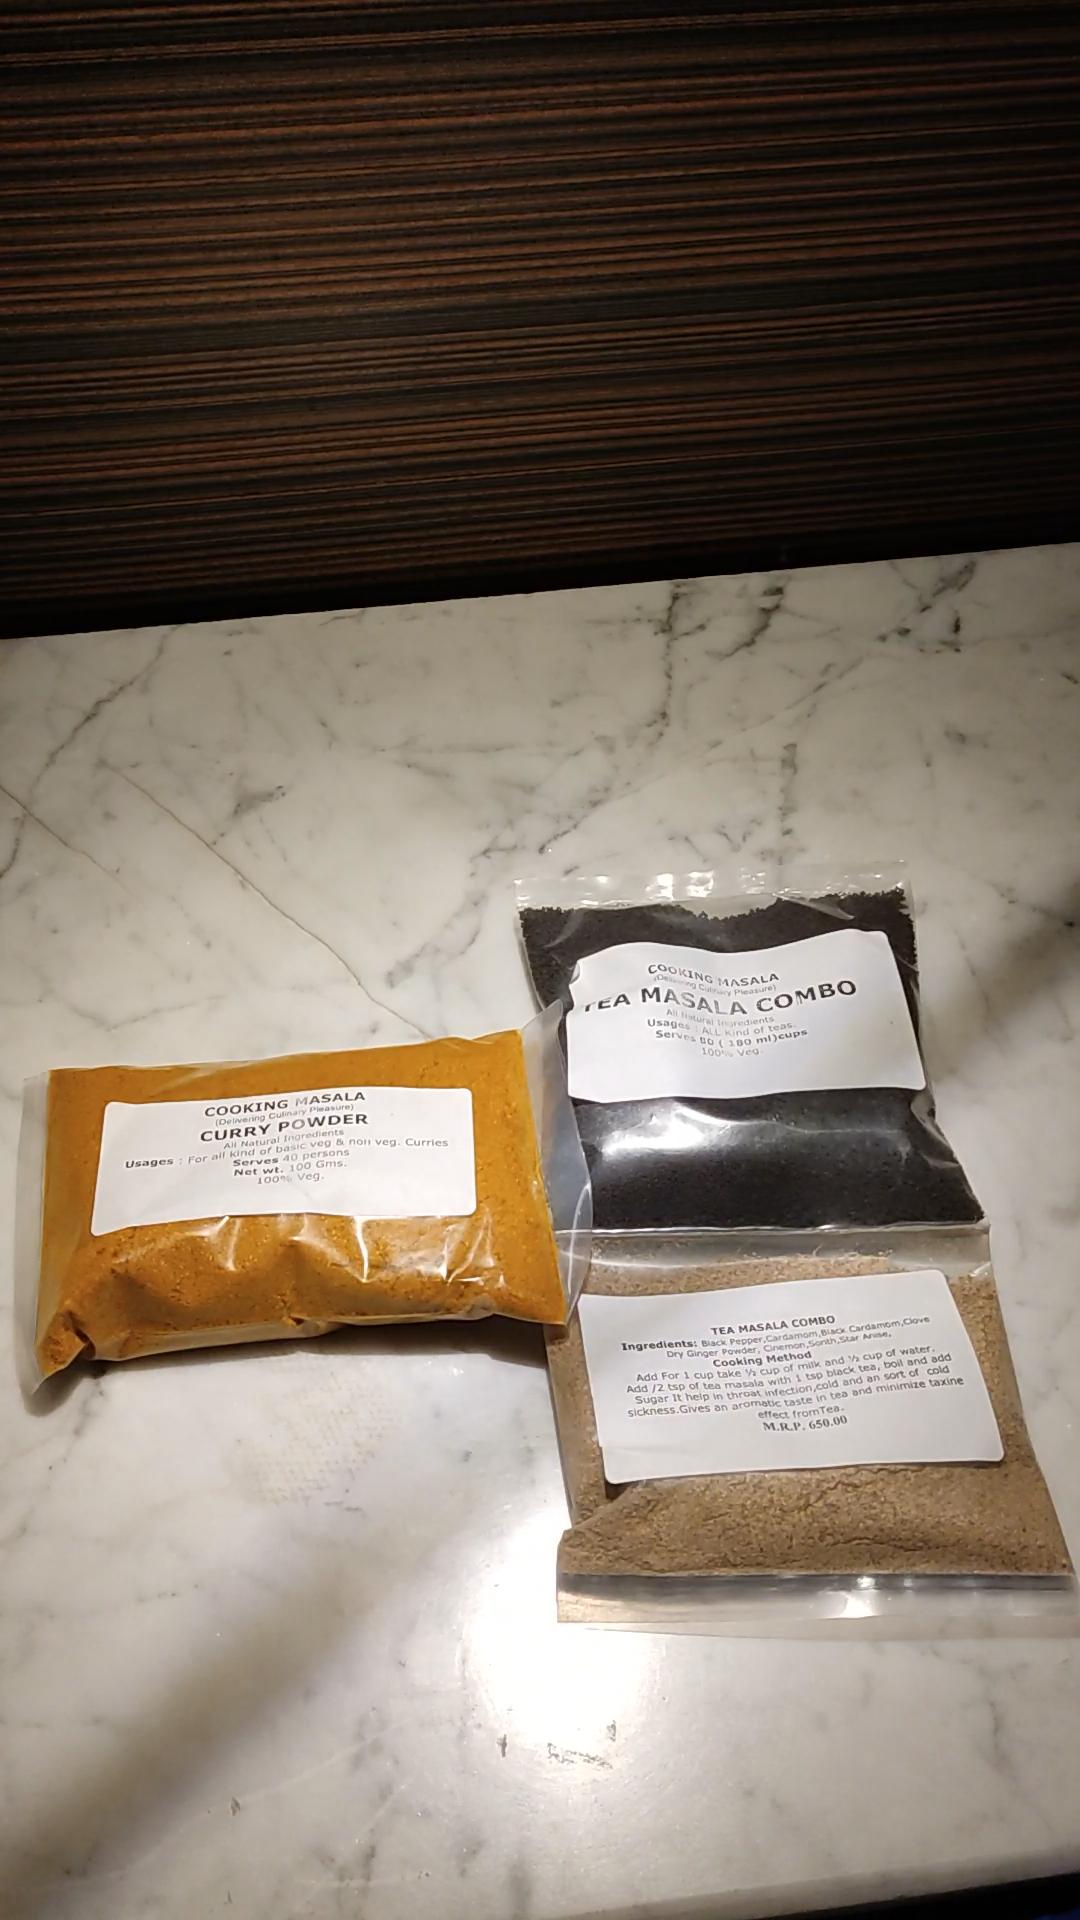 COOKING MASALA
(Delivering Culinary Pleasure)
TEA MASALA COMBO
All Natural Ingredients
Usages : ALL Kind of teas.
Serves 80 ( 180 ml)cups
100% Veg.
COOKING MASALA
(Delivering Culinary Pleasure)
CURRY POWDER
All Natural Ingredients
Usages : For all kind of basic veg & non veg. Curries
Serves 40 persons
Net wt. 100 Gms.
100% Veg.
TEA MASALA COMBO
Ingredients: Black Pepper,Cardamom,Black Cardamom,Clove
Dry Ginger Powder, Cinemon,Sonth,Star Anise,
Cooking Method
Add For 1 cup take ½ cup of milk and ½ cup of water.
Add /2 tsp of tea masala with 1 tsp black tea, boil and add
Sugar It help in throat infection,cold and an sort of cold
sickness.Gives an aromatic taste in tea and minimize taxine
effect fromTea.
M.R.P. 650.00